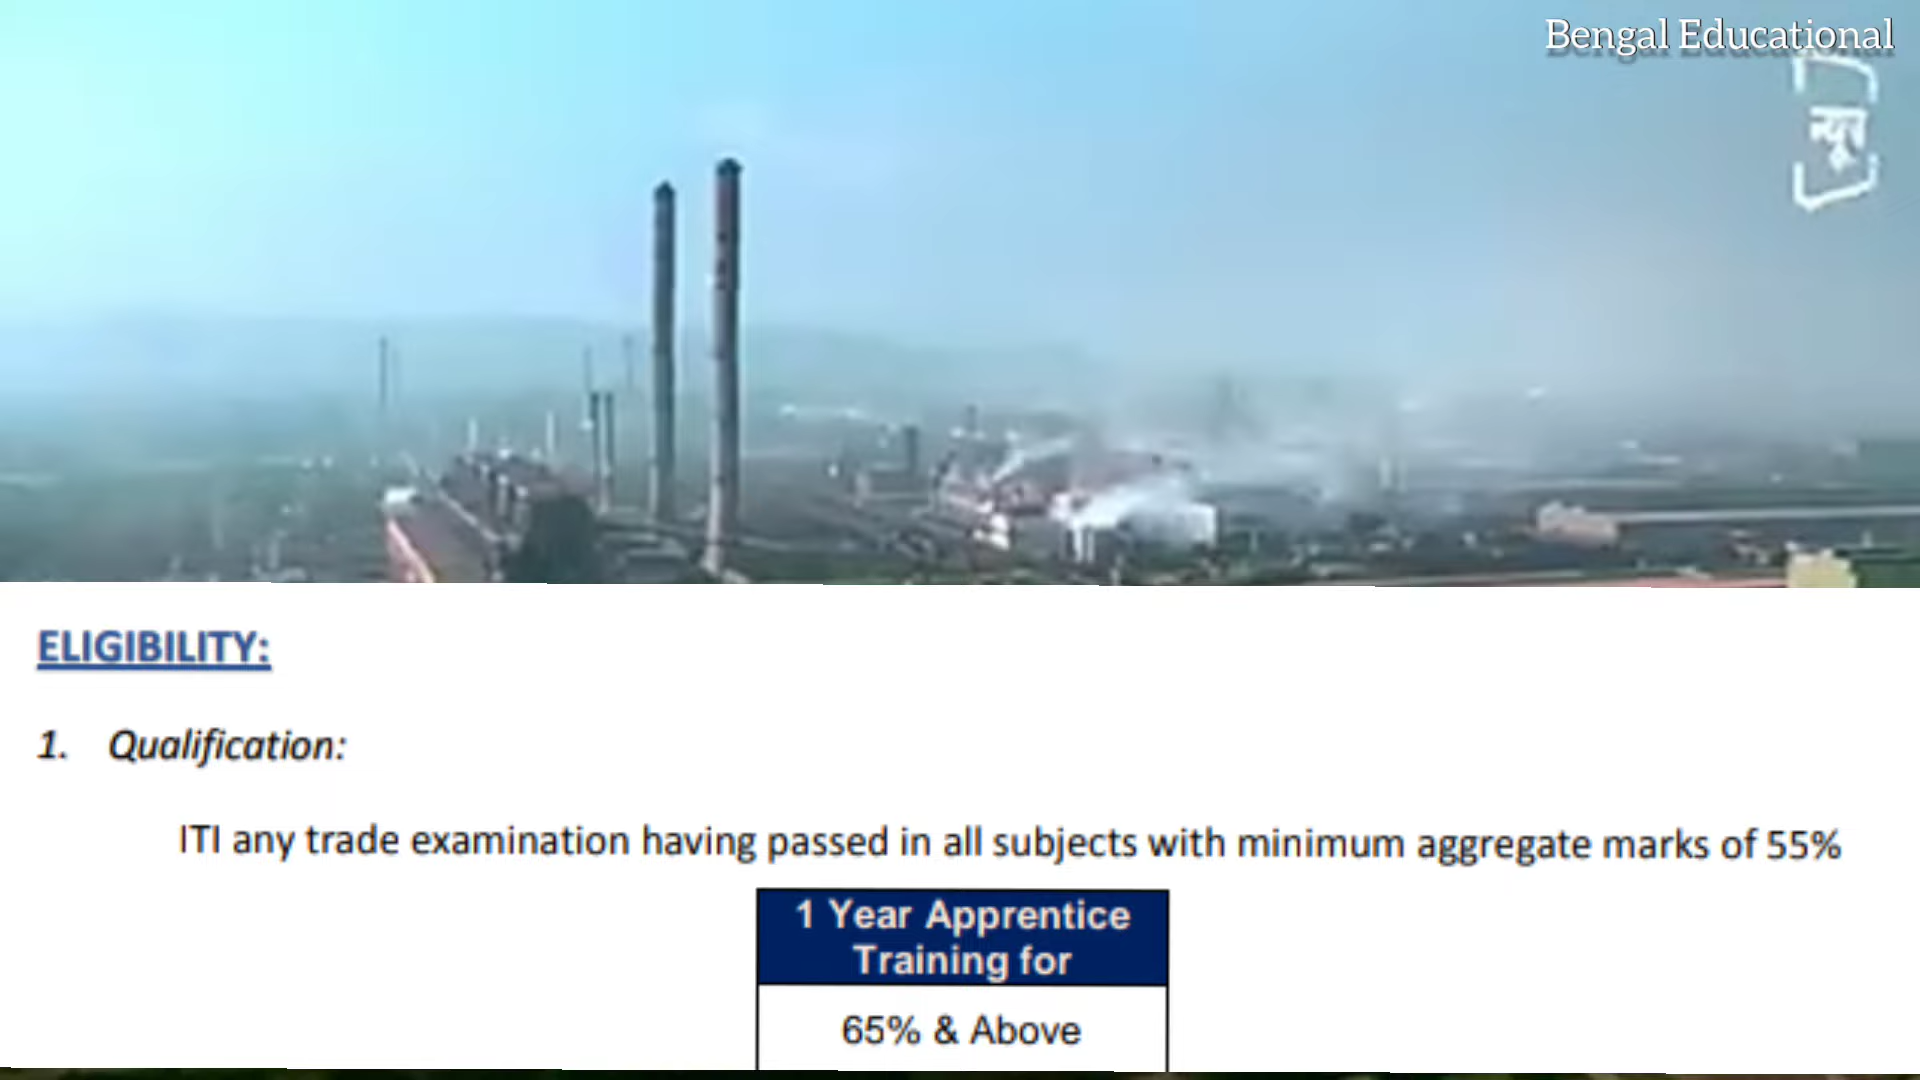 Bengal Educational
न्यूज
ELIGIBILITY:
1. Qualification:
ITI any trade examination having passed in all subjects with minimum aggregate marks of 55%
1 Year Apprentice
Training for
65% & Above